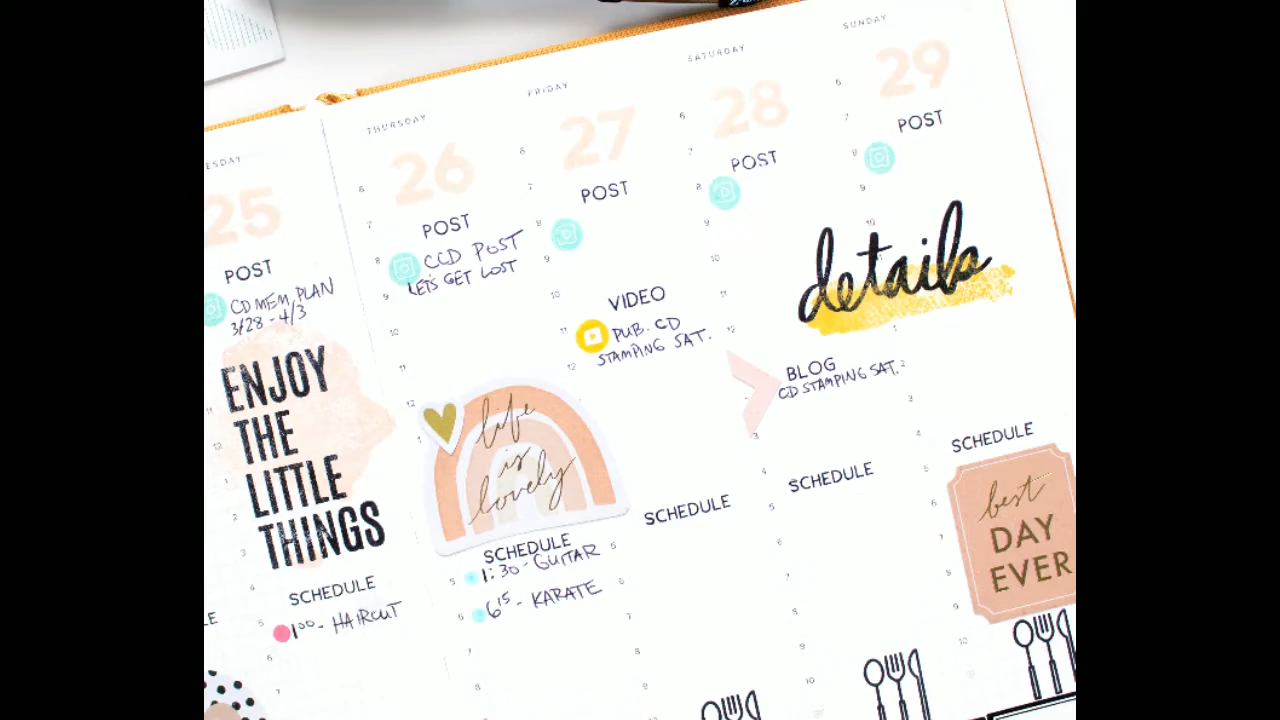 ESDAY
25
POST
CD MEM. PLAN
3/28 - 4/3
ENJOY
THE
LITTLE
THINGS
SCHEDULE
1⁰⁰ - HAIRCUT
THURSDAY
26
POST
CCD POST
LET'S GET LOST
life
is
lovely
SCHEDULE
1:30 - GUITAR
6¹⁵ - KARATE
FRIDAY
27
POST
VIDEO
PUB. CD
STAMPING SAT.
SCHEDULE
SATURDAY
28
POST
BLOG
CD STAMPING SAT.
SCHEDULE
SUNDAY
29
POST
details
SCHEDULE
best
DAY
EVER